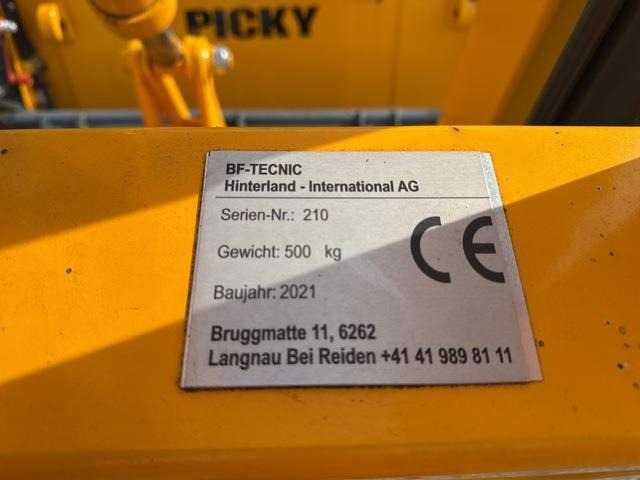 PICKY
BF-TECNIC
Hinterland - International AG
Serien-Nr.: 210
Gewicht: 500 kg
CE
Baujahr: 2021
Bruggmatte 11, 6262
Langnau Bei Reiden +41 41 989 81 11